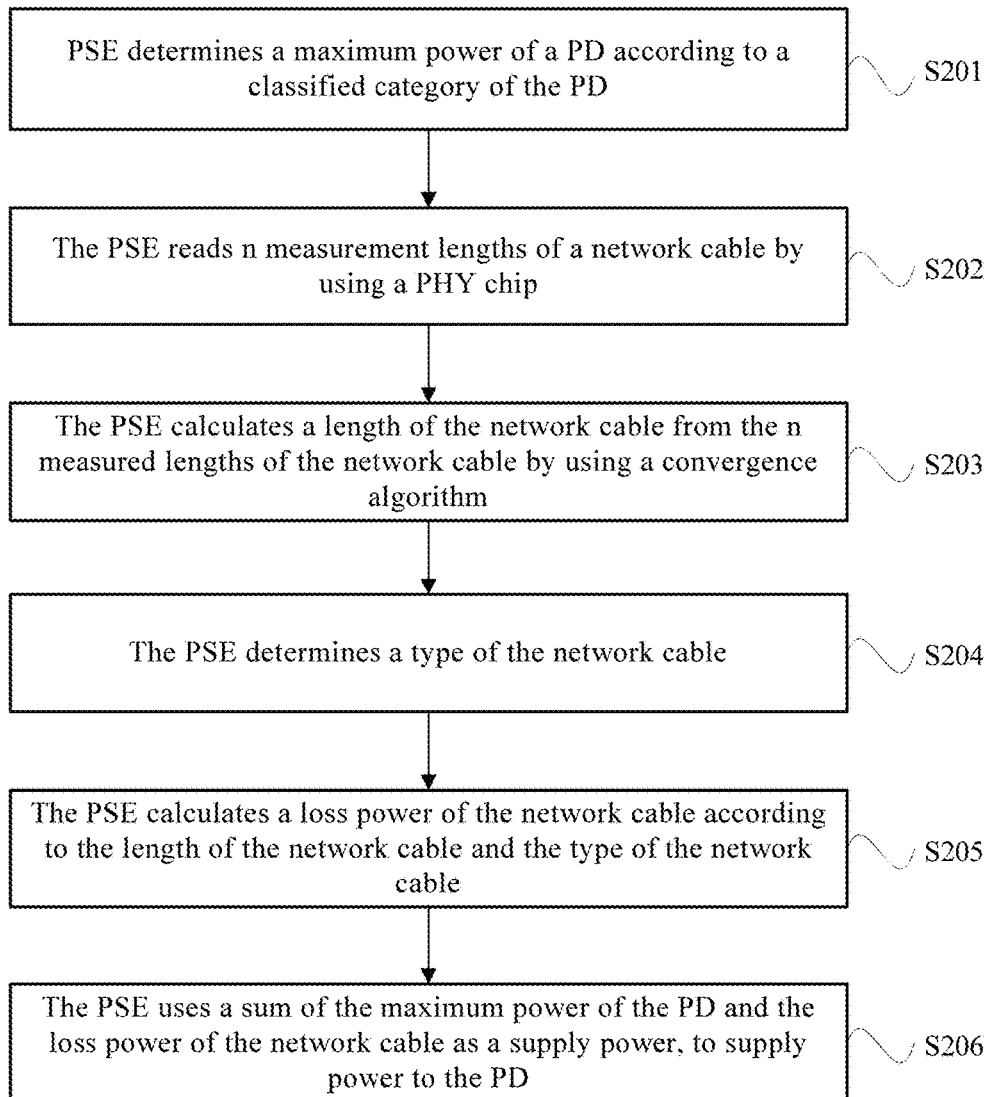 PSE determines a maximum power of a PD according to a
classified category of the PD
S201
The PSE reads n measurement lengths of a network cable by
using a PHY chip
S202
The PSE calculates a length of the network cable from the n
measured lengths of the network cable by using a convergence
algorithm
S203
The PSE determines a type of the network cable
S204
The PSE calculates a loss power of the network cable according
to the length of the network cable and the type of the network
cable
S205
The PSE uses a sum of the maximum power of the PD and the
loss power of the network cable as a supply power, to supply
power to the PD
S206